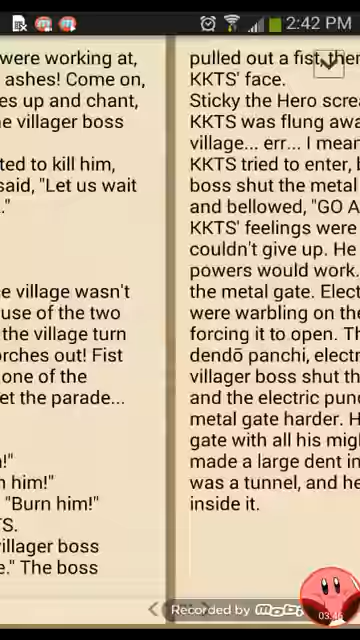 2:42 PM
were working at,
ashes! Come on,
es up and chant,
e villager boss
ted to kill him,
said, "Let us wait
."
e village wasn't
use of the two
the village turn
orches out! Fist
one of the
et the parade...
!"
n him!"
"Burn him!"
TS.
villager boss
e." The boss
pulled out a fist, then
KKTS' face.
Sticky the Hero screa
KKTS was flung awa
village... err... I mean
KKTS tried to enter, b
boss shut the metal
and bellowed, "GO A
KKTS' feelings were
couldn't give up. He
powers would work.
the metal gate. Elect
were warbling on the
forcing it to open. Th
dendō panchi, electr
villager boss shut th
and the electric punc
metal gate harder. H
gate with all his migh
made a large dent in
was a tunnel, and he
inside it.
Recorded by mobi
03:46